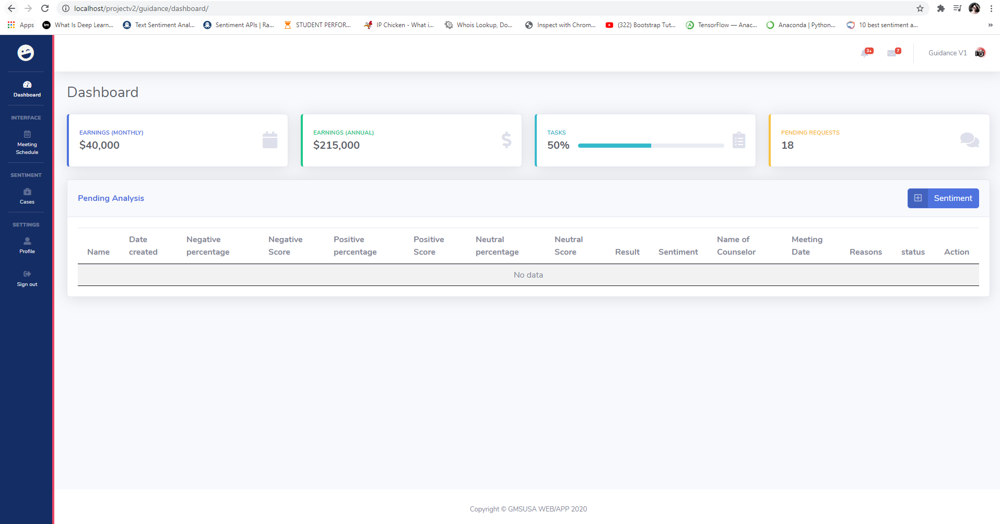 localhost/projectv2/guidance/dashboard/
Apps
What Is Deep Learn...
Text Sentiment Anal...
Sentiment APIs | Ra...
STUDENT PERFOR...
IP Chicken - What i...
Whois Lookup, Do...
Inspect with Chrom...
(322) Bootstrap Tut...
TensorFlow — Anac...
Anaconda | Python...
10 best sentiment a...
»
3+
7
Guidance V1
Dashboard
INTERFACE
Meeting
Schedule
SENTIMENT
Cases
SETTINGS
Profile
Sign out
Dashboard
EARNINGS (MONTHLY)
$40,000
EARNINGS (ANNUAL)
$215,000
TASKS
50%
PENDING REQUESTS
18
Pending Analysis
Sentiment
Name
Date
created
Negative
percentage
Negative
Score
Positive
percentage
Positive
Score
Neutral
percentage
Neutral
Score
Result
Sentiment
Name of
Counselor
Meeting
Date
Reasons
status
Action
No data
Copyright © GMSUSA WEB/APP 2020